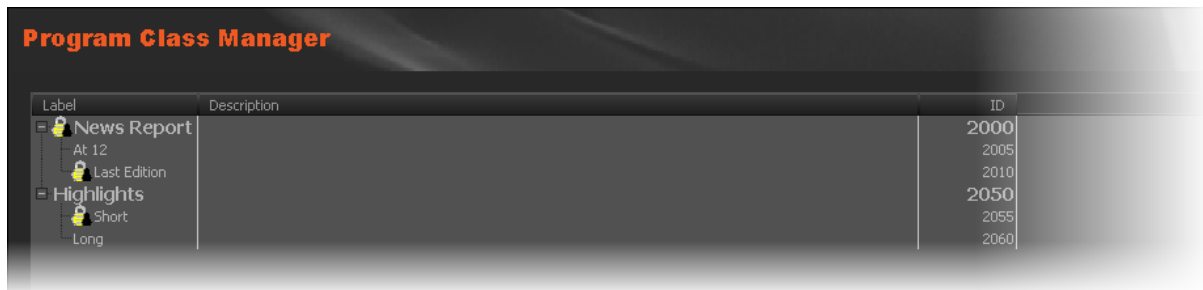 Program Class Manager
Label Description ID
News Report 2000
At 12 2005
Last Edition 2010
Highlights 2050
Short 2055
Long 2060